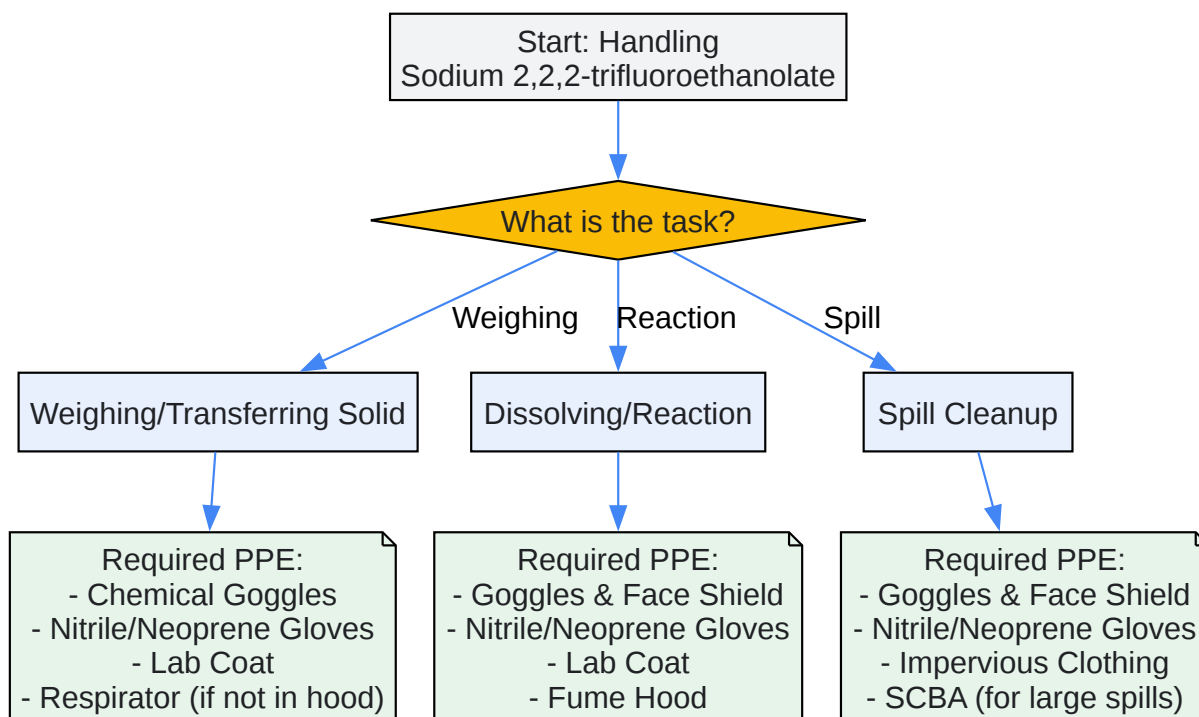 Start: Handling
Sodium 2,2,2-trifluoroethanolate
What is the task?
Weighing
Reaction
Spill
Weighing/Transferring Solid
Dissolving/Reaction
Spill Cleanup
Required PPE:
- Chemical Goggles
- Nitrile/Neoprene Gloves
- Lab Coat
- Respirator (if not in hood)
Required PPE:
- Goggles & Face Shield
- Nitrile/Neoprene Gloves
- Lab Coat
- Fume Hood
Required PPE:
- Goggles & Face Shield
- Nitrile/Neoprene Gloves
- Impervious Clothing
- SCBA (for large spills)